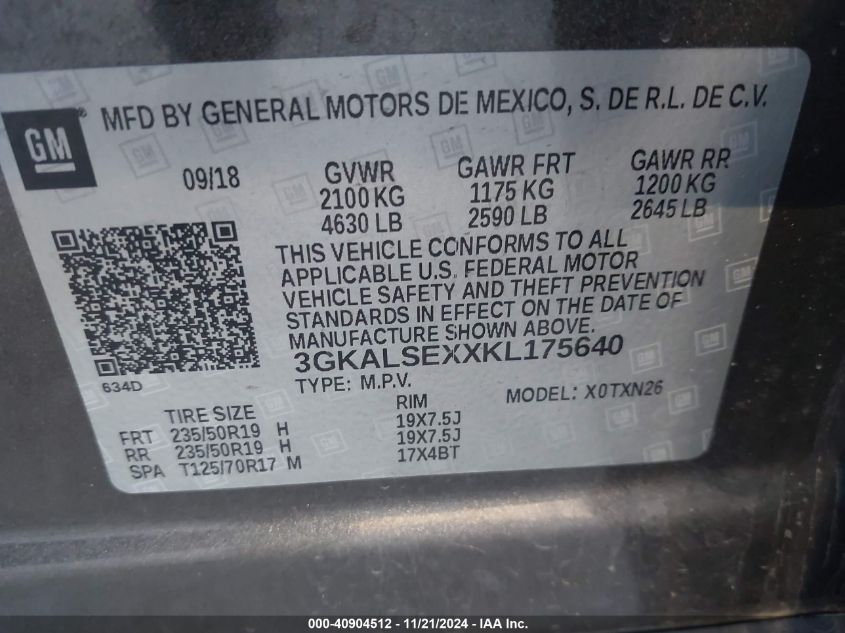 GM
MFD BY GENERAL MOTORS DE MEXICO, S. DE R.L. DE C.V.
09/18 GVWR GAWR FRT GAWR RR
2100 KG 1175 KG 1200 KG
4630 LB 2590 LB 2645 LB
THIS VEHICLE CONFORMS TO ALL
APPLICABLE U.S. FEDERAL MOTOR
VEHICLE SAFETY AND THEFT PREVENTION
STANDARDS IN EFFECT ON THE DATE OF
MANUFACTURE SHOWN ABOVE.
3GKALSEXXKL175640
634D
TYPE: M.P.V. MODEL: X0TXN26
TIRE SIZE RIM
FRT 235/50R19 H 19X7.5J
RR 235/50R19 H 19X7.5J
SPA T125/70R17 M 17X4BT
000-40904512 - 11/21/2024 - IAA Inc.